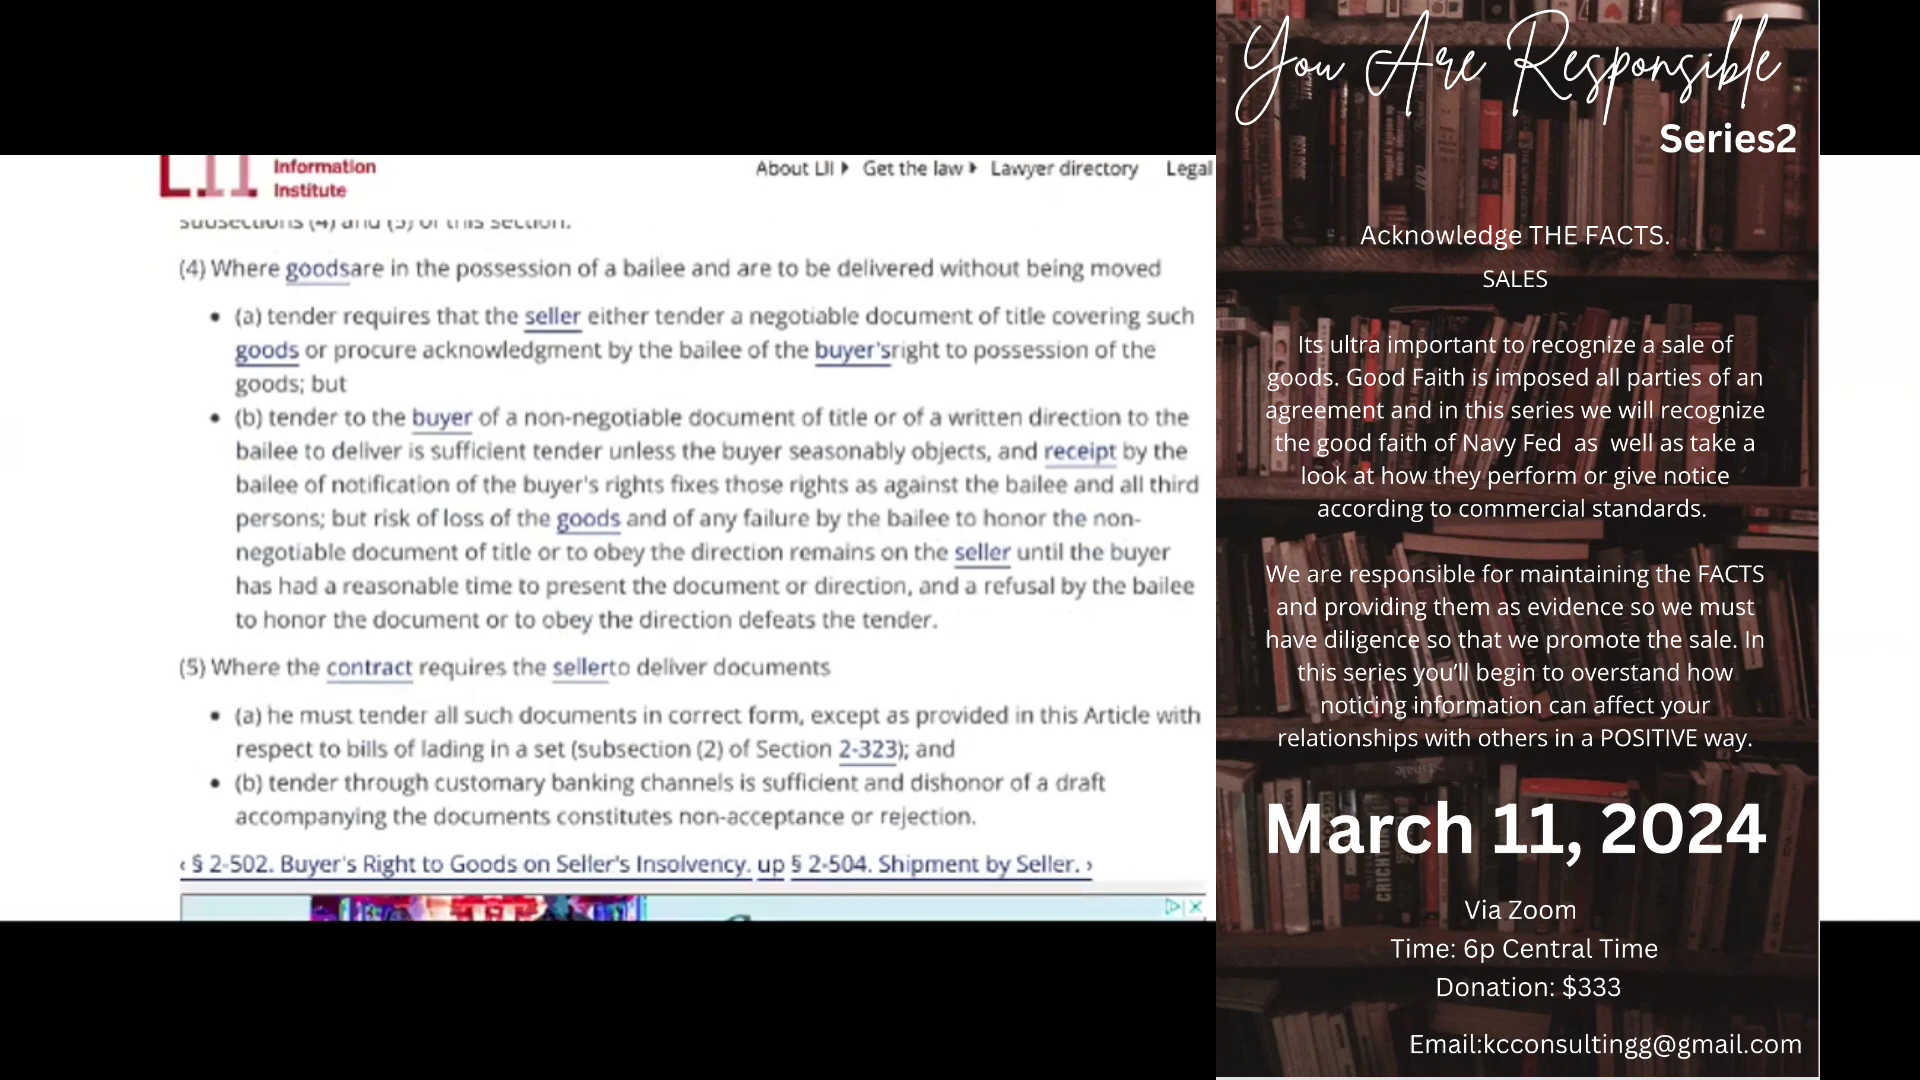 LII
Information
Institute
About LII
Get the law
Lawyer directory
Legal
subsections (4) and (5) of this section.
(4) Where goodsare in the possession of a bailee and are to be delivered without being moved
• (a) tender requires that the seller either tender a negotiable document of title covering such
goods or procure acknowledgment by the bailee of the buyer'sright to possession of the
goods; but
• (b) tender to the buyer of a non-negotiable document of title or of a written direction to the
bailee to deliver is sufficient tender unless the buyer seasonably objects, and receipt by the
bailee of notification of the buyer's rights fixes those rights as against the bailee and all third
persons; but risk of loss of the goods and of any failure by the bailee to honor the non-
negotiable document of title or to obey the direction remains on the seller until the buyer
has had a reasonable time to present the document or direction, and a refusal by the bailee
to honor the document or to obey the direction defeats the tender.
(5) Where the contract requires the sellerto deliver documents
• (a) he must tender all such documents in correct form, except as provided in this Article with
respect to bills of lading in a set (subsection (2) of Section 2-323); and
• (b) tender through customary banking channels is sufficient and dishonor of a draft
accompanying the documents constitutes non-acceptance or rejection.
‹ § 2-502. Buyer's Right to Goods on Seller's Insolvency. up § 2-504. Shipment by Seller. ›
You Are Responsible
Series2
Acknowledge THE FACTS.
SALES
Its ultra important to recognize a sale of
goods. Good Faith is imposed all parties of an
agreement and in this series we will recognize
the good faith of Navy Fed as well as take a
look at how they perform or give notice
according to commercial standards.
We are responsible for maintaining the FACTS
and providing them as evidence so we must
have diligence so that we promote the sale. In
this series you'll begin to overstand how
noticing information can affect your
relationships with others in a POSITIVE way.
March 11, 2024
Via Zoom
Time: 6p Central Time
Donation: $333
Email:kcconsultingg@gmail.com